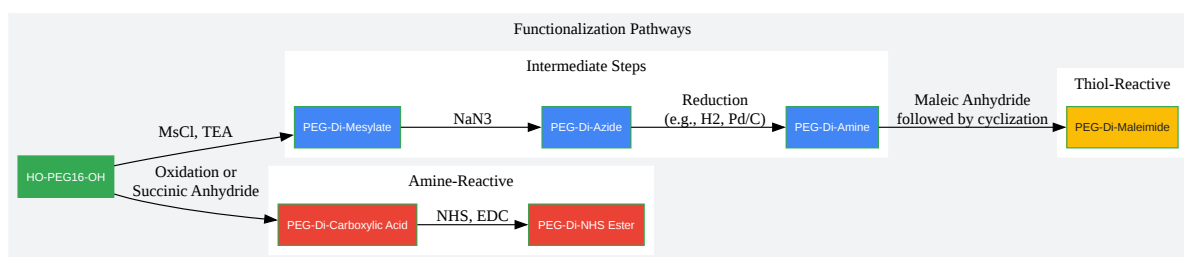 Functionalization Pathways
Intermediate Steps
Thiol-Reactive
PEG-Di-Mesylate
NaN3
PEG-Di-Azide
Reduction
(e.g., H2, Pd/C)
PEG-Di-Amine
Maleic Anhydride
followed by cyclization
PEG-Di-Maleimide
MsCl, TEA
HO-PEG16-OH
Oxidation or
Succinic Anhydride
Amine-Reactive
PEG-Di-Carboxylic Acid
NHS, EDC
PEG-Di-NHS Ester